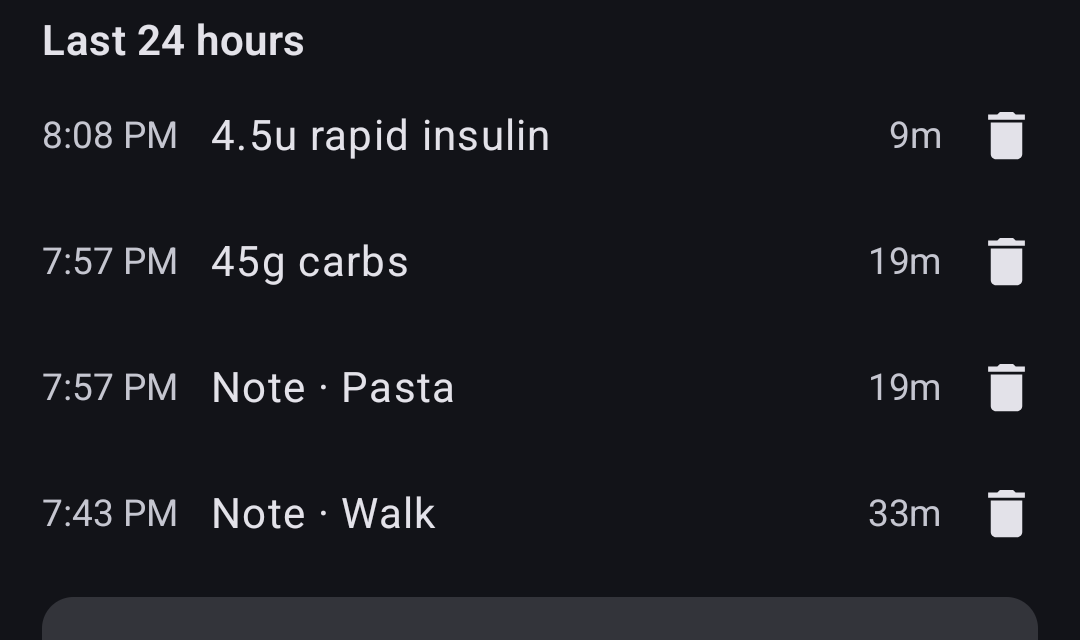 Last 24 hours
8:08 PM 4.5u rapid insulin 9m
7:57 PM 45g carbs 19m
7:57 PM Note · Pasta 19m
7:43 PM Note · Walk 33m